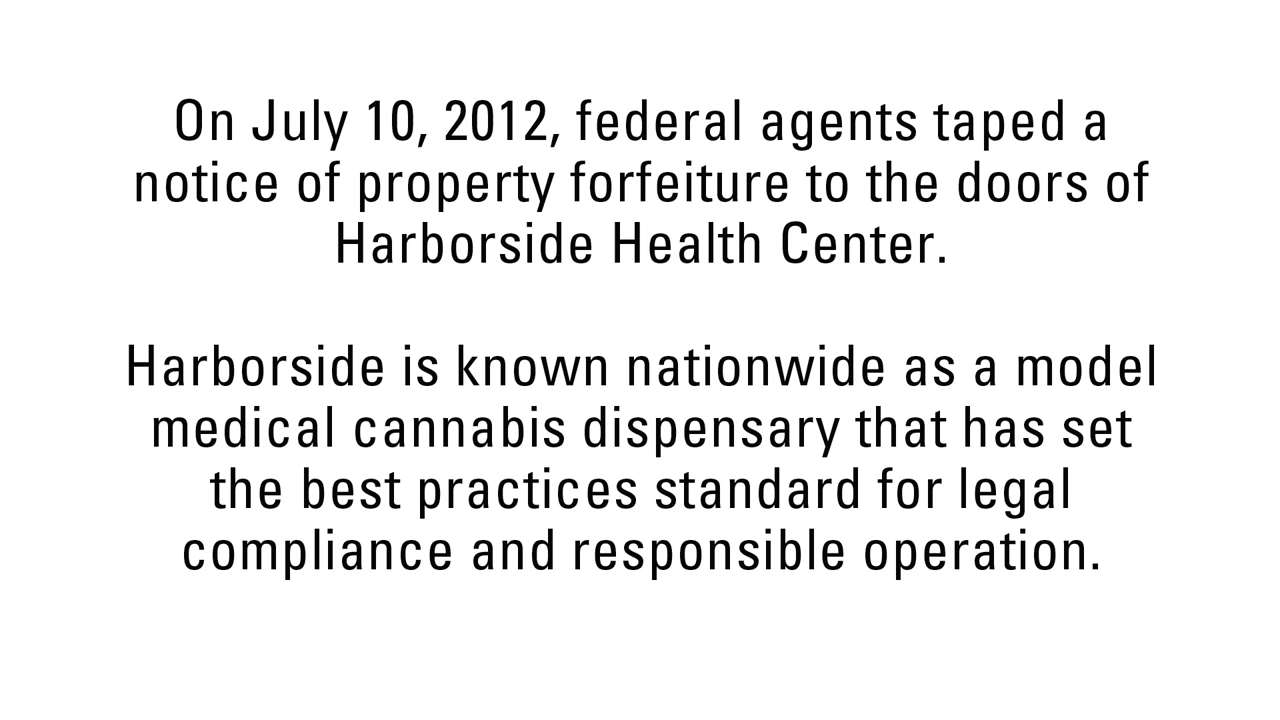 On July 10, 2012, federal agents taped a
notice of property forfeiture to the doors of
Harborside Health Center.
Harborside is known nationwide as a model
medical cannabis dispensary that has set
the best practices standard for legal
compliance and responsible operation.